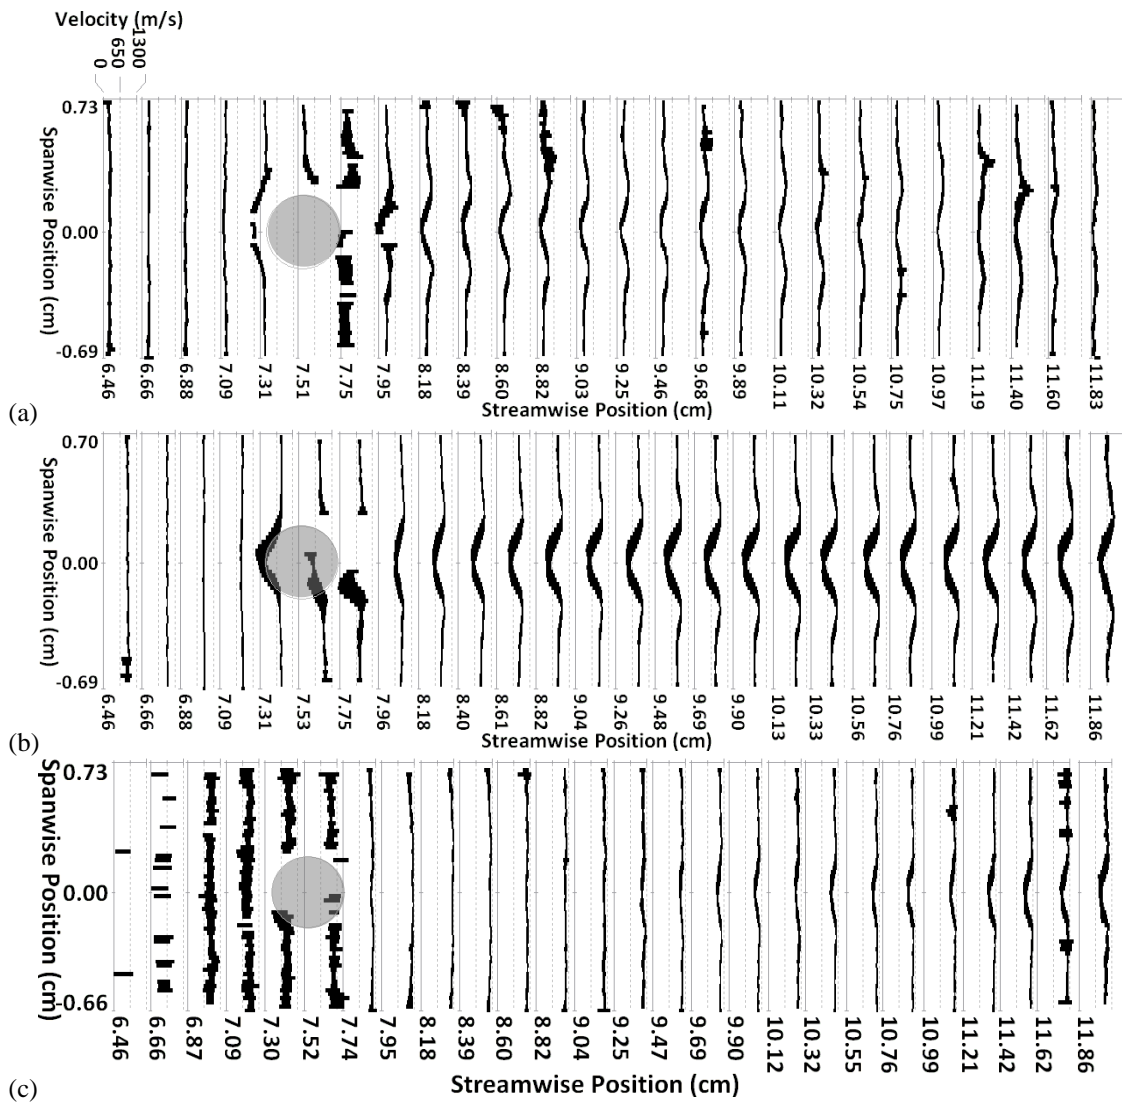 Velocity (m/s)
0 650 1300
0.73
0.00
-0.69
Spanwise Position (cm)
6.46 6.66 6.88 7.09 7.31 7.51 7.75 7.95 8.18 8.39 8.60 8.82 9.03 9.25 9.46 9.68 9.89 10.11 10.32 10.54 10.75 10.97 11.19 11.40 11.60 11.83
Streamwise Position (cm)
(a)
0.70
0.00
-0.69
Spanwise Position (cm)
6.46 6.66 6.88 7.09 7.31 7.53 7.75 7.96 8.18 8.40 8.61 8.82 9.04 9.26 9.48 9.69 9.90 10.13 10.33 10.56 10.76 10.99 11.21 11.42 11.62 11.86
Streamwise Position (cm)
(b)
0.73
0.00
-0.66
Spanwise Position (cm)
6.46 6.66 6.87 7.09 7.30 7.52 7.74 7.95 8.18 8.39 8.60 8.82 9.04 9.25 9.47 9.69 9.90 10.12 10.33 10.55 10.76 10.99 11.21 11.42 11.62 11.86
Streamwise Position (cm)
(c)